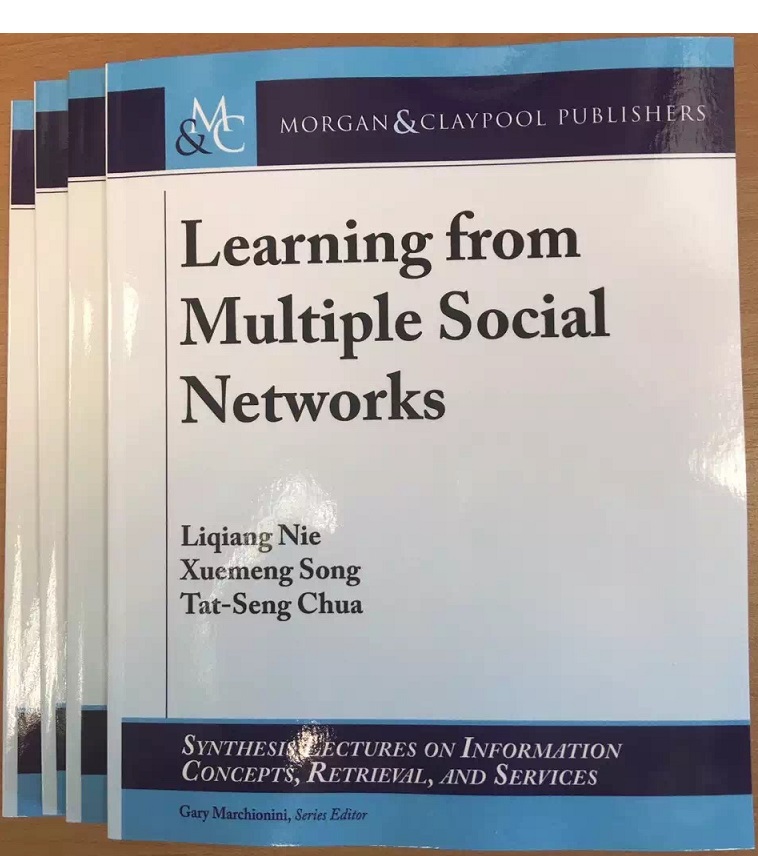 M&C
MORGAN&CLAYPOOL PUBLISHERS
Learning from
Multiple Social
Networks
Liqiang Nie
Xuemeng Song
Tat-Seng Chua
SYNTHESIS LECTURES ON INFORMATION
CONCEPTS, RETRIEVAL, AND SERVICES
Gary Marchionini, Series Editor